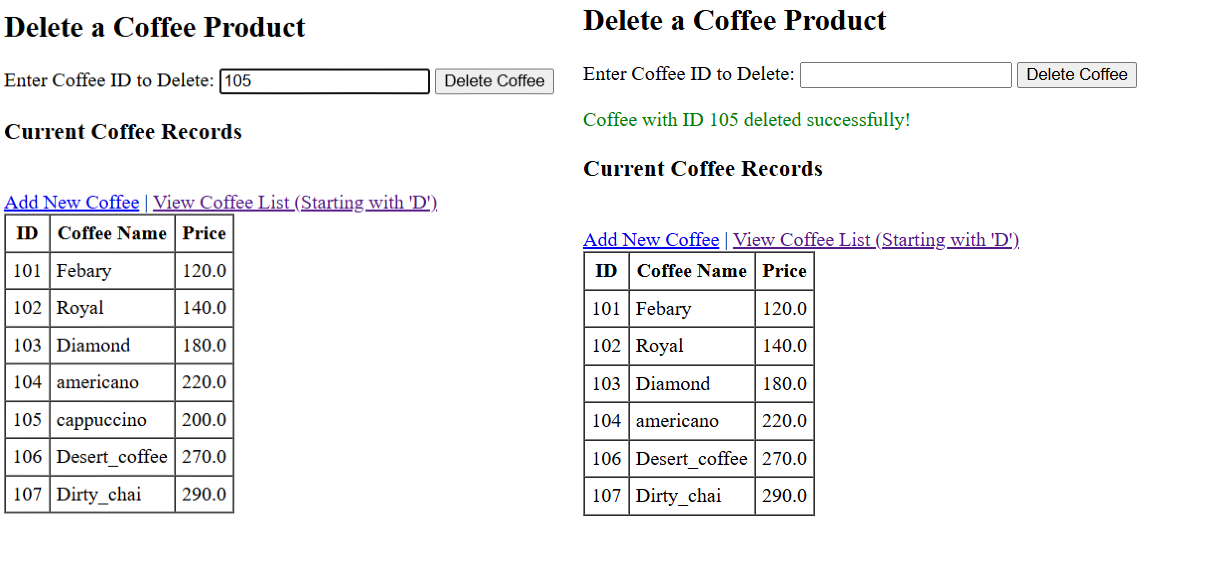 Delete a Coffee Product
Enter Coffee ID to Delete: 105 Delete Coffee
Current Coffee Records
Add New Coffee | View Coffee List (Starting with 'D')
ID Coffee Name Price
101 Febary 120.0
102 Royal 140.0
103 Diamond 180.0
104 americano 220.0
105 cappuccino 200.0
106 Desert_coffee 270.0
107 Dirty_chai 290.0
Delete a Coffee Product
Enter Coffee ID to Delete: Delete Coffee
Coffee with ID 105 deleted successfully!
Current Coffee Records
Add New Coffee | View Coffee List (Starting with 'D')
ID Coffee Name Price
101 Febary 120.0
102 Royal 140.0
103 Diamond 180.0
104 americano 220.0
106 Desert_coffee 270.0
107 Dirty_chai 290.0